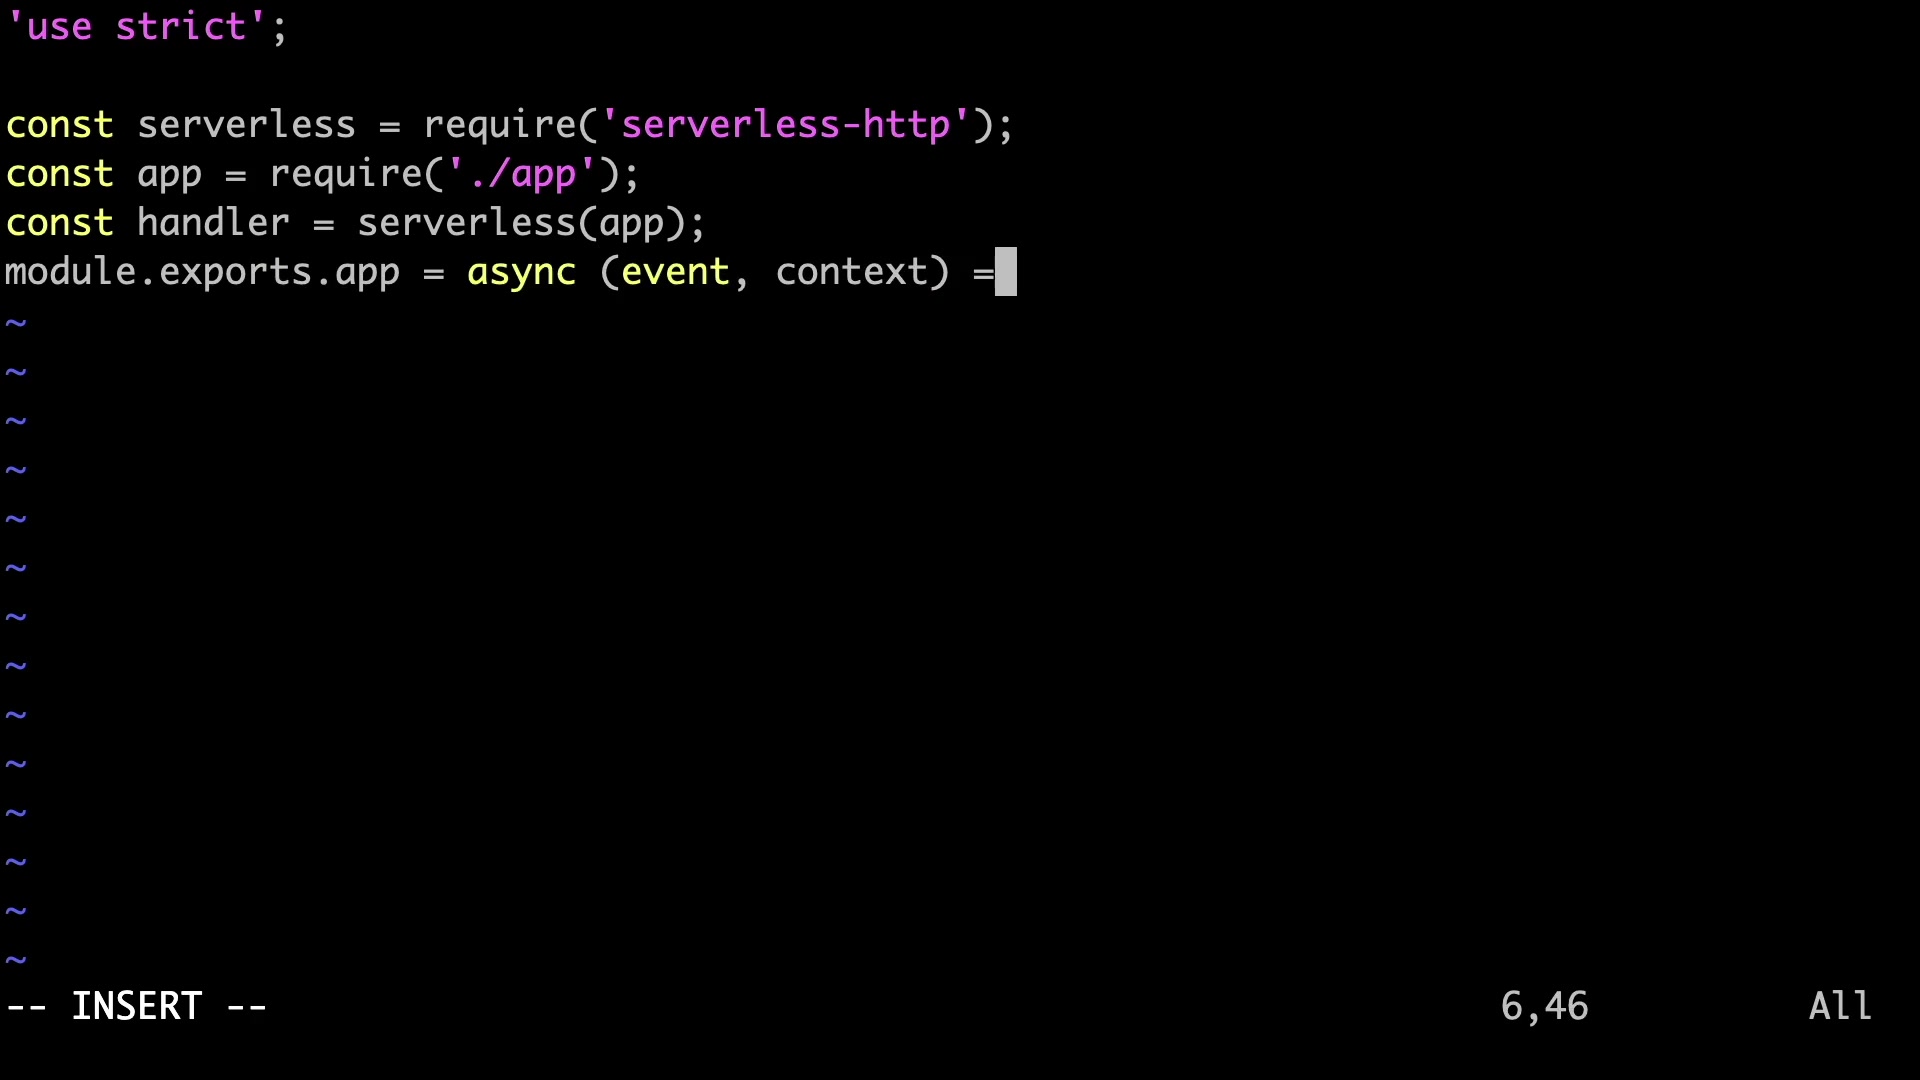 'use strict';
const serverless = require('serverless-http');
const app = require('./app');
const handler = serverless(app);
module.exports.app = async (event, context) =
~
~
~
~
~
~
~
~
~
~
~
~
~
~
-- INSERT -- 6,46 All